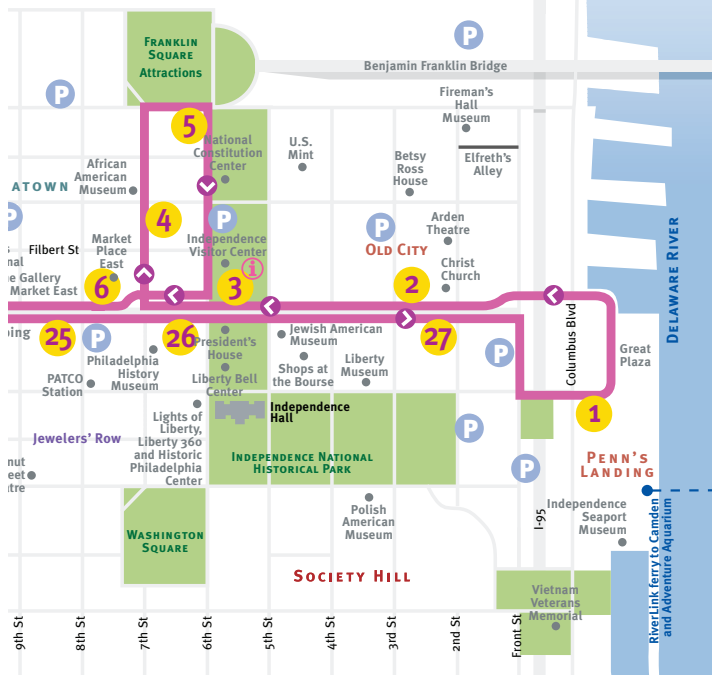 FRANKLIN
SQUARE
Attractions
P
P
Benjamin Franklin Bridge
Fireman's
Hall
Museum
5
National
Constitution
Center
U.S.
Mint
Elfreth's
Alley
African
American
Museum
Betsy
Ross
House
ATOWN
4
P
P
P
Arden
Theatre
OLD CITY
Filbert St
Market
Place
East
Independence
Visitor Center
i
Christ
Church
e Gallery
Market East
6
3
2
DELAWARE RIVER
Columbus Blvd
25
P
26
27
P
President's
House
Jewish American
Museum
Great
Plaza
Philadelphia
History
Museum
Shops at
the Bourse
Liberty
Museum
PATCO
Station
Liberty Bell
Center
1
Lights of
Liberty,
Liberty 360
and Historic
Philadelphia
Center
Independence
Hall
P
Jewelers' Row
INDEPENDENCE NATIONAL
HISTORICAL PARK
P
PENN'S
LANDING
Polish
American
Museum
I-95
Independence
Seaport
Museum
WASHINGTON
SQUARE
RiverLink ferry to Camden
and Adventure Aquarium
SOCIETY HILL
Vietnam
Veterans
Memorial
9th St
8th St
7th St
6th St
5th St
4th St
3rd St
2nd St
Front St